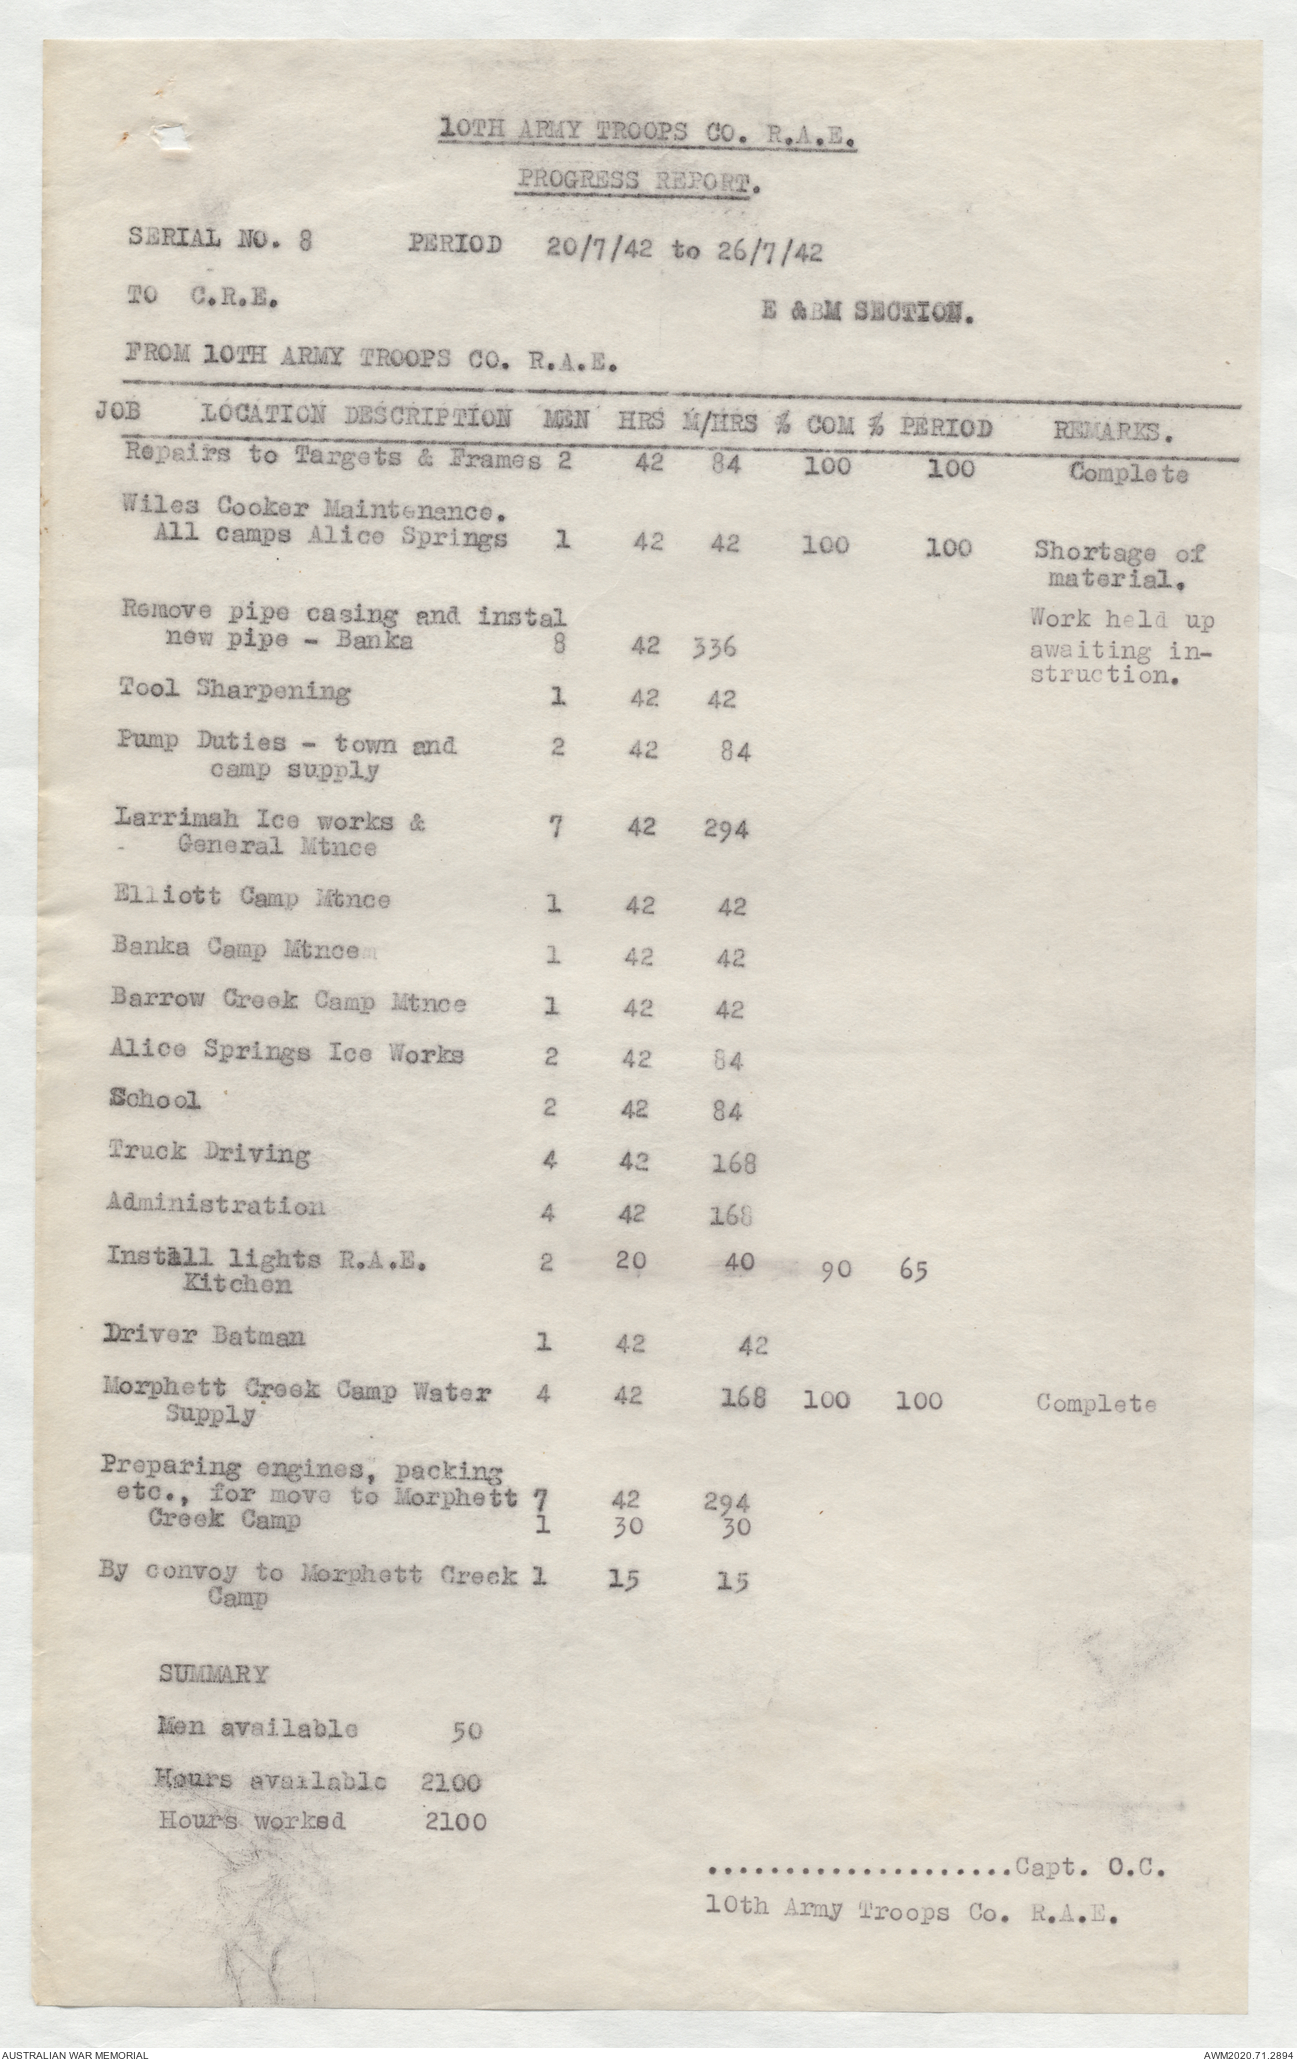 10TH ARMY TROOPS CO. R.A.E.
PROGRESS REPORT.
SERIAL NO. 8 PERIOD 20/7/42 to 26/7/42
TO C.R.E.
E &BM SECTION.
FROM 10TH ARMY TROOPS CO. R.A.E.
JOB LOCATION DESCRIPTION MEN HRS M/HRS % COM % PERIOD REMARKS.
Repairs to Targets & Frames 2 42 84 100 100 Complete
Wiles Cooker Maintenance.
All camps Alice Springs 1 42 42 100 100 Shortage of
material.
Remove pipe casing and instal Work held up
new pipe - Banka 8 42 336 awaiting in-
struction.
Tool Sharpening 1 42 42
Pump Duties - town and 2 42 84
camp supply
Larrimah Ice works & 7 42 294
General Mtnce
Elliott Camp Mtnce 1 42 42
Banka Camp Mtnce 1 42 42
Barrow Creek Camp Mtnce 1 42 42
Alice Springs Ice Works 2 42 84
School 2 42 84
Truck Driving 4 42 168
Administration 4 42 168
Install lights R.A.E. 2 20 40 90 65
Kitchen
Driver Batman 1 42 42
Morphett Creek Camp Water 4 42 168 100 100 Complete
Supply
Preparing engines, packing
etc., for move to Morphett 7 42 294
Creek Camp 1 30 30
By convoy to Morphett Creek 1 15 15
Camp
SUMMARY
Men available 50
Hours available 2100
Hours worked 2100
....................Capt. O.C.
10th Army Troops Co. R.A.E.
AUSTRALIAN WAR MEMORIAL AWM2020.71.2894